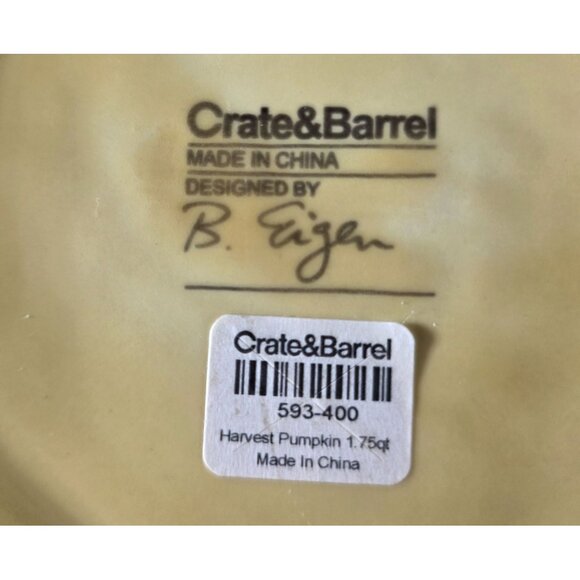 Crate&Barrel
MADE IN CHINA
DESIGNED BY
B. Eigen
Crate&Barrel
593-400
Harvest Pumpkin 1.75qt
Made In China